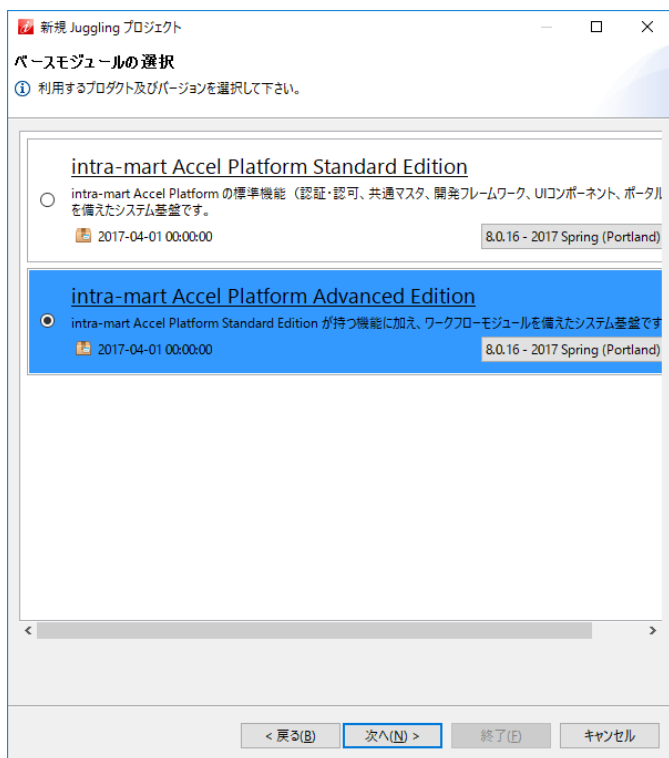 新規 Juggling プロジェクト
ベースモジュールの選択
利用するプロダクト及びバージョンを選択して下さい。
intra-mart Accel Platform Standard Edition
intra-mart Accel Platform の標準機能（認証・認可、共通マスタ、開発フレームワーク、UIコンポーネント、ポータル
を備えたシステム基盤です。
2017-04-01 00:00:00
8.0.16 - 2017 Spring (Portland)
intra-mart Accel Platform Advanced Edition
intra-mart Accel Platform Standard Edition が持つ機能に加え、ワークフローモジュールを備えたシステム基盤です
2017-04-01 00:00:00
8.0.16 - 2017 Spring (Portland)
< 戻る(B) 次へ(N) > 終了(F) キャンセル